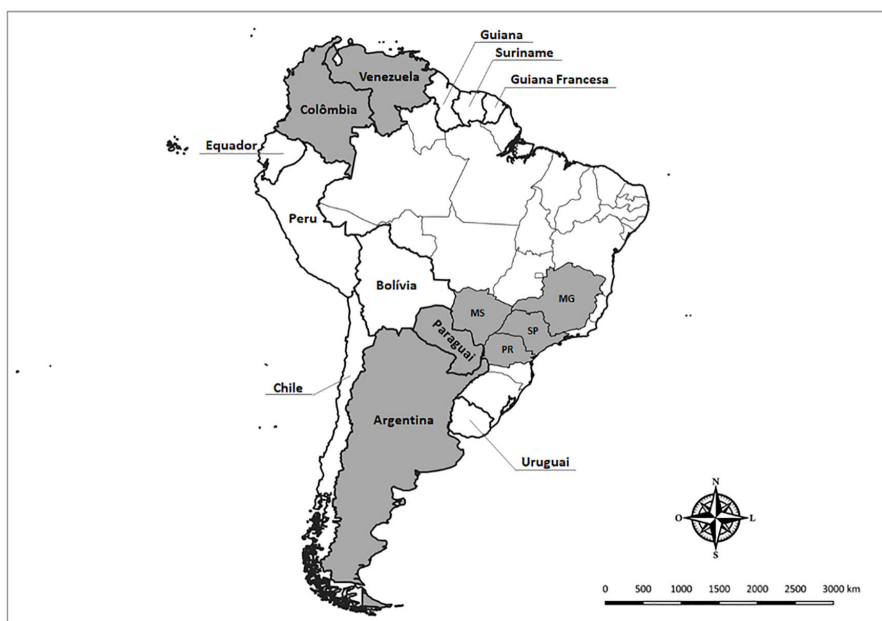 Guiana
Suriname
Guiana Francesa
Venezuela
Colômbia
Equador
Peru
Bolívia
MS
MG
SP
PR
Paraguai
Chile
Argentina
Uruguai
N
O L
S
0 500 1000 1500 2000 2500 3000 km